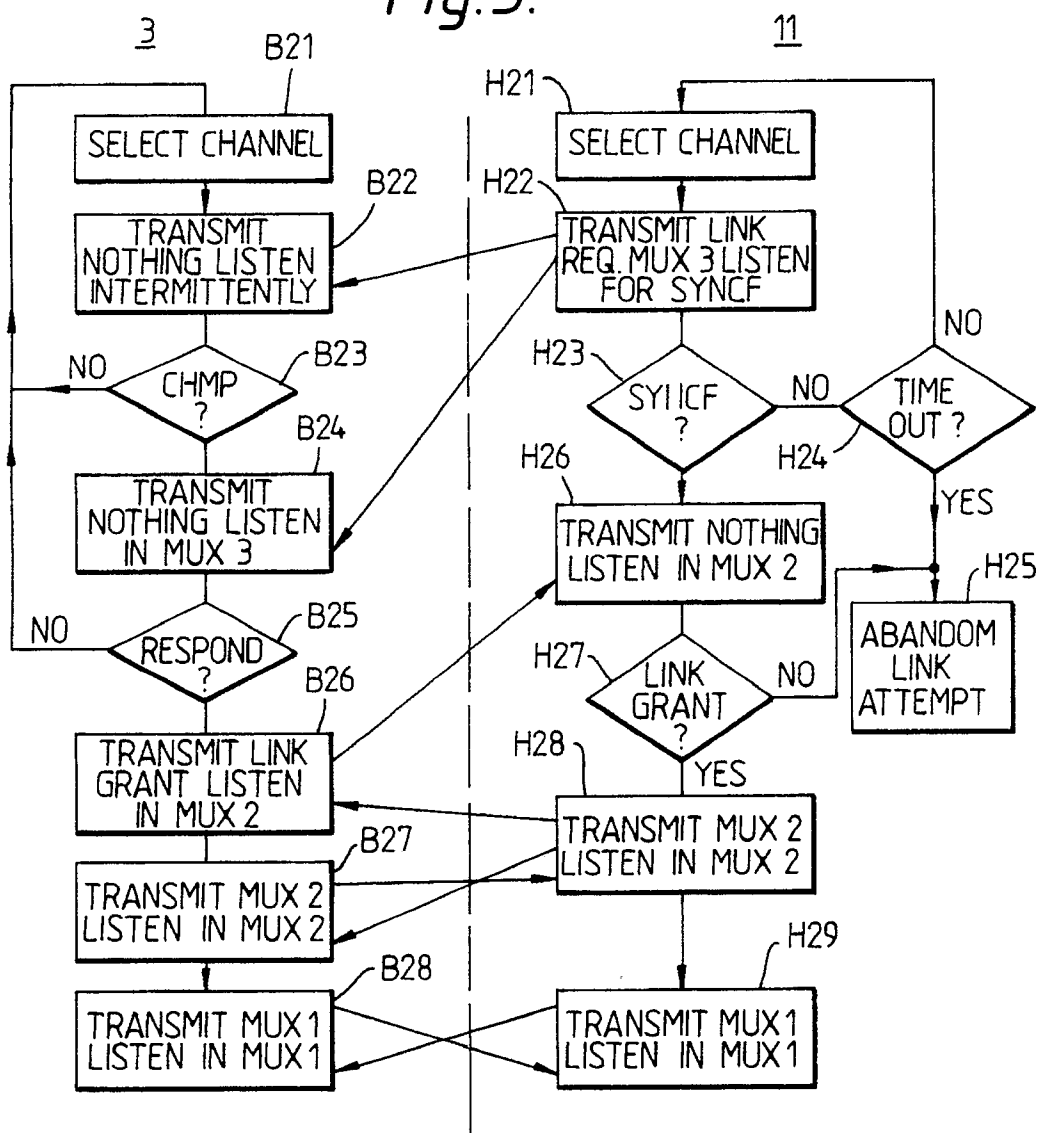 Fig.5.
3
B21
SELECT CHANNEL
B22
TRANSMIT
NOTHING LISTEN
INTERMITTENTLY
NO
B23
CHMP
?
B24
TRANSMIT
NOTHING LISTEN
IN MUX 3
NO
B25
RESPOND
?
B26
TRANSMIT LINK
GRANT LISTEN
IN MUX 2
B27
TRANSMIT MUX 2
LISTEN IN MUX 2
B28
TRANSMIT MUX 1
LISTEN IN MUX 1
11
H21
SELECT CHANNEL
H22
TRANSMIT LINK
REQ. MUX 3 LISTEN
FOR SYNCF
H23
SYNCF
?
NO
NO
TIME
OUT ?
H24
YES
H25
ABANDOM
LINK
ATTEMPT
H26
TRANSMIT NOTHING
LISTEN IN MUX 2
H27
LINK
GRANT
?
NO
YES
H28
TRANSMIT MUX 2
LISTEN IN MUX 2
H29
TRANSMIT MUX 1
LISTEN IN MUX 1